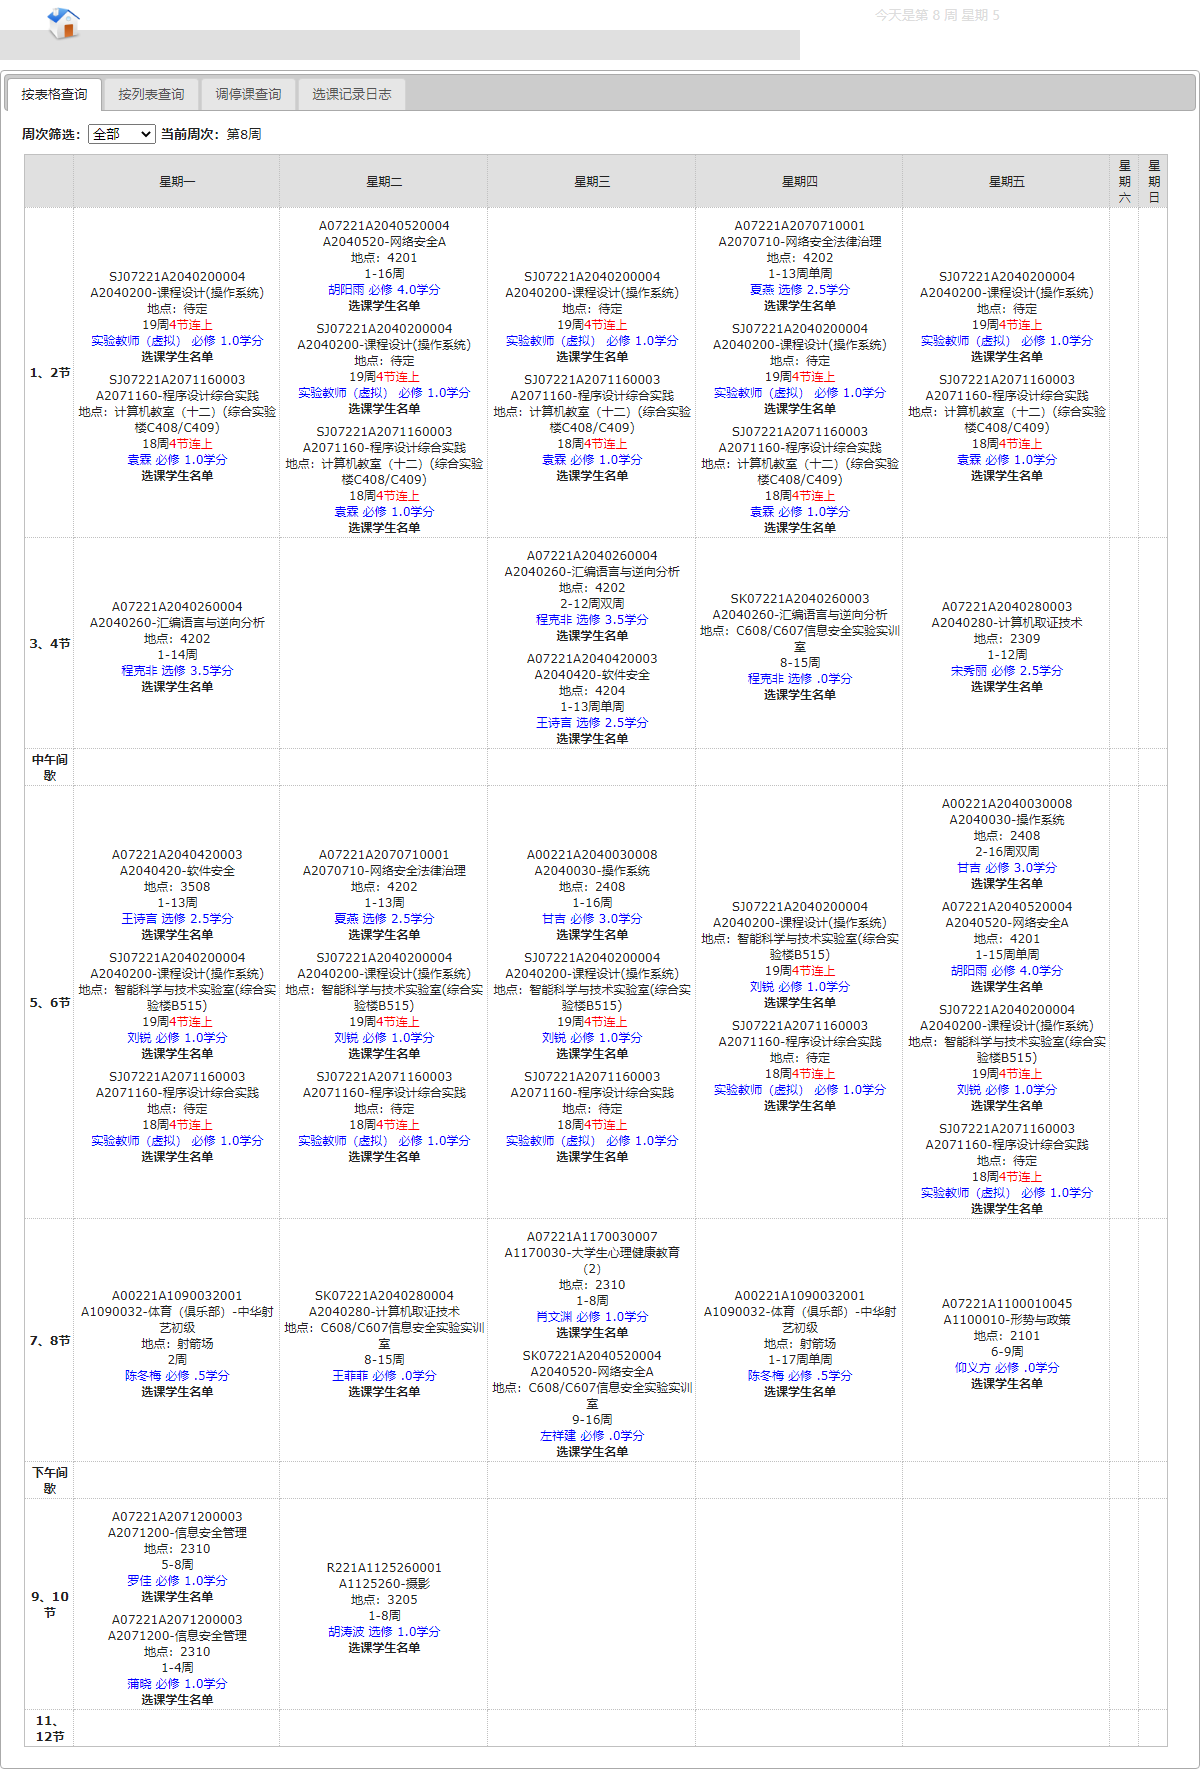 今天是第 8 周 星期 5
按表格查询 按列表查询 调停课查询 选课记录日志
周次筛选: 全部 当前周次: 第8周
星期一 星期二 星期三 星期四 星期五 星期六 星期日
1、2节
SJ07221A2040200004
A2040200-课程设计(操作系统)
地点: 待定
19周4节连上
实验教师（虚拟） 必修 1.0学分
选课学生名单
SJ07221A2071160003
A2071160-程序设计综合实践
地点: 计算机教室（十二）(综合实验
楼C408/C409)
18周4节连上
袁霖 必修 1.0学分
选课学生名单
A07221A2040520004
A2040520-网络安全A
地点: 4201
1-16周
胡阳雨 必修 4.0学分
选课学生名单
SJ07221A2040200004
A2040200-课程设计(操作系统)
地点: 待定
19周4节连上
实验教师（虚拟） 必修 1.0学分
选课学生名单
SJ07221A2071160003
A2071160-程序设计综合实践
地点: 计算机教室（十二）(综合实验
楼C408/C409)
18周4节连上
袁霖 必修 1.0学分
选课学生名单
SJ07221A2040200004
A2040200-课程设计(操作系统)
地点: 待定
19周4节连上
实验教师（虚拟） 必修 1.0学分
选课学生名单
SJ07221A2071160003
A2071160-程序设计综合实践
地点: 计算机教室（十二）(综合实验
楼C408/C409)
18周4节连上
袁霖 必修 1.0学分
选课学生名单
A07221A2070710001
A2070710-网络安全法律治理
地点: 4202
1-13周单周
夏燕 选修 2.5学分
选课学生名单
SJ07221A2040200004
A2040200-课程设计(操作系统)
地点: 待定
19周4节连上
实验教师（虚拟） 必修 1.0学分
选课学生名单
SJ07221A2071160003
A2071160-程序设计综合实践
地点: 计算机教室（十二）(综合实验
楼C408/C409)
18周4节连上
袁霖 必修 1.0学分
选课学生名单
SJ07221A2040200004
A2040200-课程设计(操作系统)
地点: 待定
19周4节连上
实验教师（虚拟） 必修 1.0学分
选课学生名单
SJ07221A2071160003
A2071160-程序设计综合实践
地点: 计算机教室（十二）(综合实验
楼C408/C409)
18周4节连上
袁霖 必修 1.0学分
选课学生名单
3、4节
A07221A2040260004
A2040260-汇编语言与逆向分析
地点: 4202
1-14周
程克非 选修 3.5学分
选课学生名单
A07221A2040260004
A2040260-汇编语言与逆向分析
地点: 4202
2-12周双周
程克非 选修 3.5学分
选课学生名单
A07221A2040420003
A2040420-软件安全
地点: 4204
1-13周单周
王诗言 选修 2.5学分
选课学生名单
SK07221A2040260003
A2040260-汇编语言与逆向分析
地点: C608/C607信息安全实验实训
室
8-15周
程克非 选修 .0学分
选课学生名单
A07221A2040280003
A2040280-计算机取证技术
地点: 2309
1-12周
宋秀丽 必修 2.5学分
选课学生名单
中午间
歇
5、6节
A07221A2040420003
A2040420-软件安全
地点: 3508
1-13周
王诗言 选修 2.5学分
选课学生名单
SJ07221A2040200004
A2040200-课程设计(操作系统)
地点: 智能科学与技术实验室(综合实
验楼B515)
19周4节连上
刘锐 必修 1.0学分
选课学生名单
SJ07221A2071160003
A2071160-程序设计综合实践
地点: 待定
18周4节连上
实验教师（虚拟） 必修 1.0学分
选课学生名单
A07221A2070710001
A2070710-网络安全法律治理
地点: 4202
1-13周
夏燕 选修 2.5学分
选课学生名单
SJ07221A2040200004
A2040200-课程设计(操作系统)
地点: 智能科学与技术实验室(综合实
验楼B515)
19周4节连上
刘锐 必修 1.0学分
选课学生名单
SJ07221A2071160003
A2071160-程序设计综合实践
地点: 待定
18周4节连上
实验教师（虚拟） 必修 1.0学分
选课学生名单
A00221A2040030008
A2040030-操作系统
地点: 2408
1-16周
甘吉 必修 3.0学分
选课学生名单
SJ07221A2040200004
A2040200-课程设计(操作系统)
地点: 智能科学与技术实验室(综合实
验楼B515)
19周4节连上
刘锐 必修 1.0学分
选课学生名单
SJ07221A2071160003
A2071160-程序设计综合实践
地点: 待定
18周4节连上
实验教师（虚拟） 必修 1.0学分
选课学生名单
SJ07221A2040200004
A2040200-课程设计(操作系统)
地点: 智能科学与技术实验室(综合实
验楼B515)
19周4节连上
刘锐 必修 1.0学分
选课学生名单
SJ07221A2071160003
A2071160-程序设计综合实践
地点: 待定
18周4节连上
实验教师（虚拟） 必修 1.0学分
选课学生名单
A00221A2040030008
A2040030-操作系统
地点: 2408
2-16周双周
甘吉 必修 3.0学分
选课学生名单
A07221A2040520004
A2040520-网络安全A
地点: 4201
1-15周单周
胡阳雨 必修 4.0学分
选课学生名单
SJ07221A2040200004
A2040200-课程设计(操作系统)
地点: 智能科学与技术实验室(综合实
验楼B515)
19周4节连上
刘锐 必修 1.0学分
选课学生名单
SJ07221A2071160003
A2071160-程序设计综合实践
地点: 待定
18周4节连上
实验教师（虚拟） 必修 1.0学分
选课学生名单
7、8节
A00221A1090032001
A1090032-体育（俱乐部）-中华射
艺初级
地点: 射箭场
2周
陈冬梅 必修 .5学分
选课学生名单
SK07221A2040280004
A2040280-计算机取证技术
地点: C608/C607信息安全实验实训
室
8-15周
王菲菲 必修 .0学分
选课学生名单
A07221A1170030007
A1170030-大学生心理健康教育
（2）
地点: 2310
1-8周
肖文渊 必修 1.0学分
选课学生名单
SK07221A2040520004
A2040520-网络安全A
地点: C608/C607信息安全实验实训
室
9-16周
左祥建 必修 .0学分
选课学生名单
A00221A1090032001
A1090032-体育（俱乐部）-中华射
艺初级
地点: 射箭场
1-17周单周
陈冬梅 必修 .5学分
选课学生名单
A07221A1100010045
A1100010-形势与政策
地点: 2101
6-9周
仰义方 必修 .0学分
选课学生名单
下午间
歇
9、10
节
A07221A2071200003
A2071200-信息安全管理
地点: 2310
5-8周
罗佳 必修 1.0学分
选课学生名单
A07221A2071200003
A2071200-信息安全管理
地点: 2310
1-4周
蒲晓 必修 1.0学分
选课学生名单
R221A1125260001
A1125260-摄影
地点: 3205
1-8周
胡涛波 选修 1.0学分
选课学生名单
11、
12节